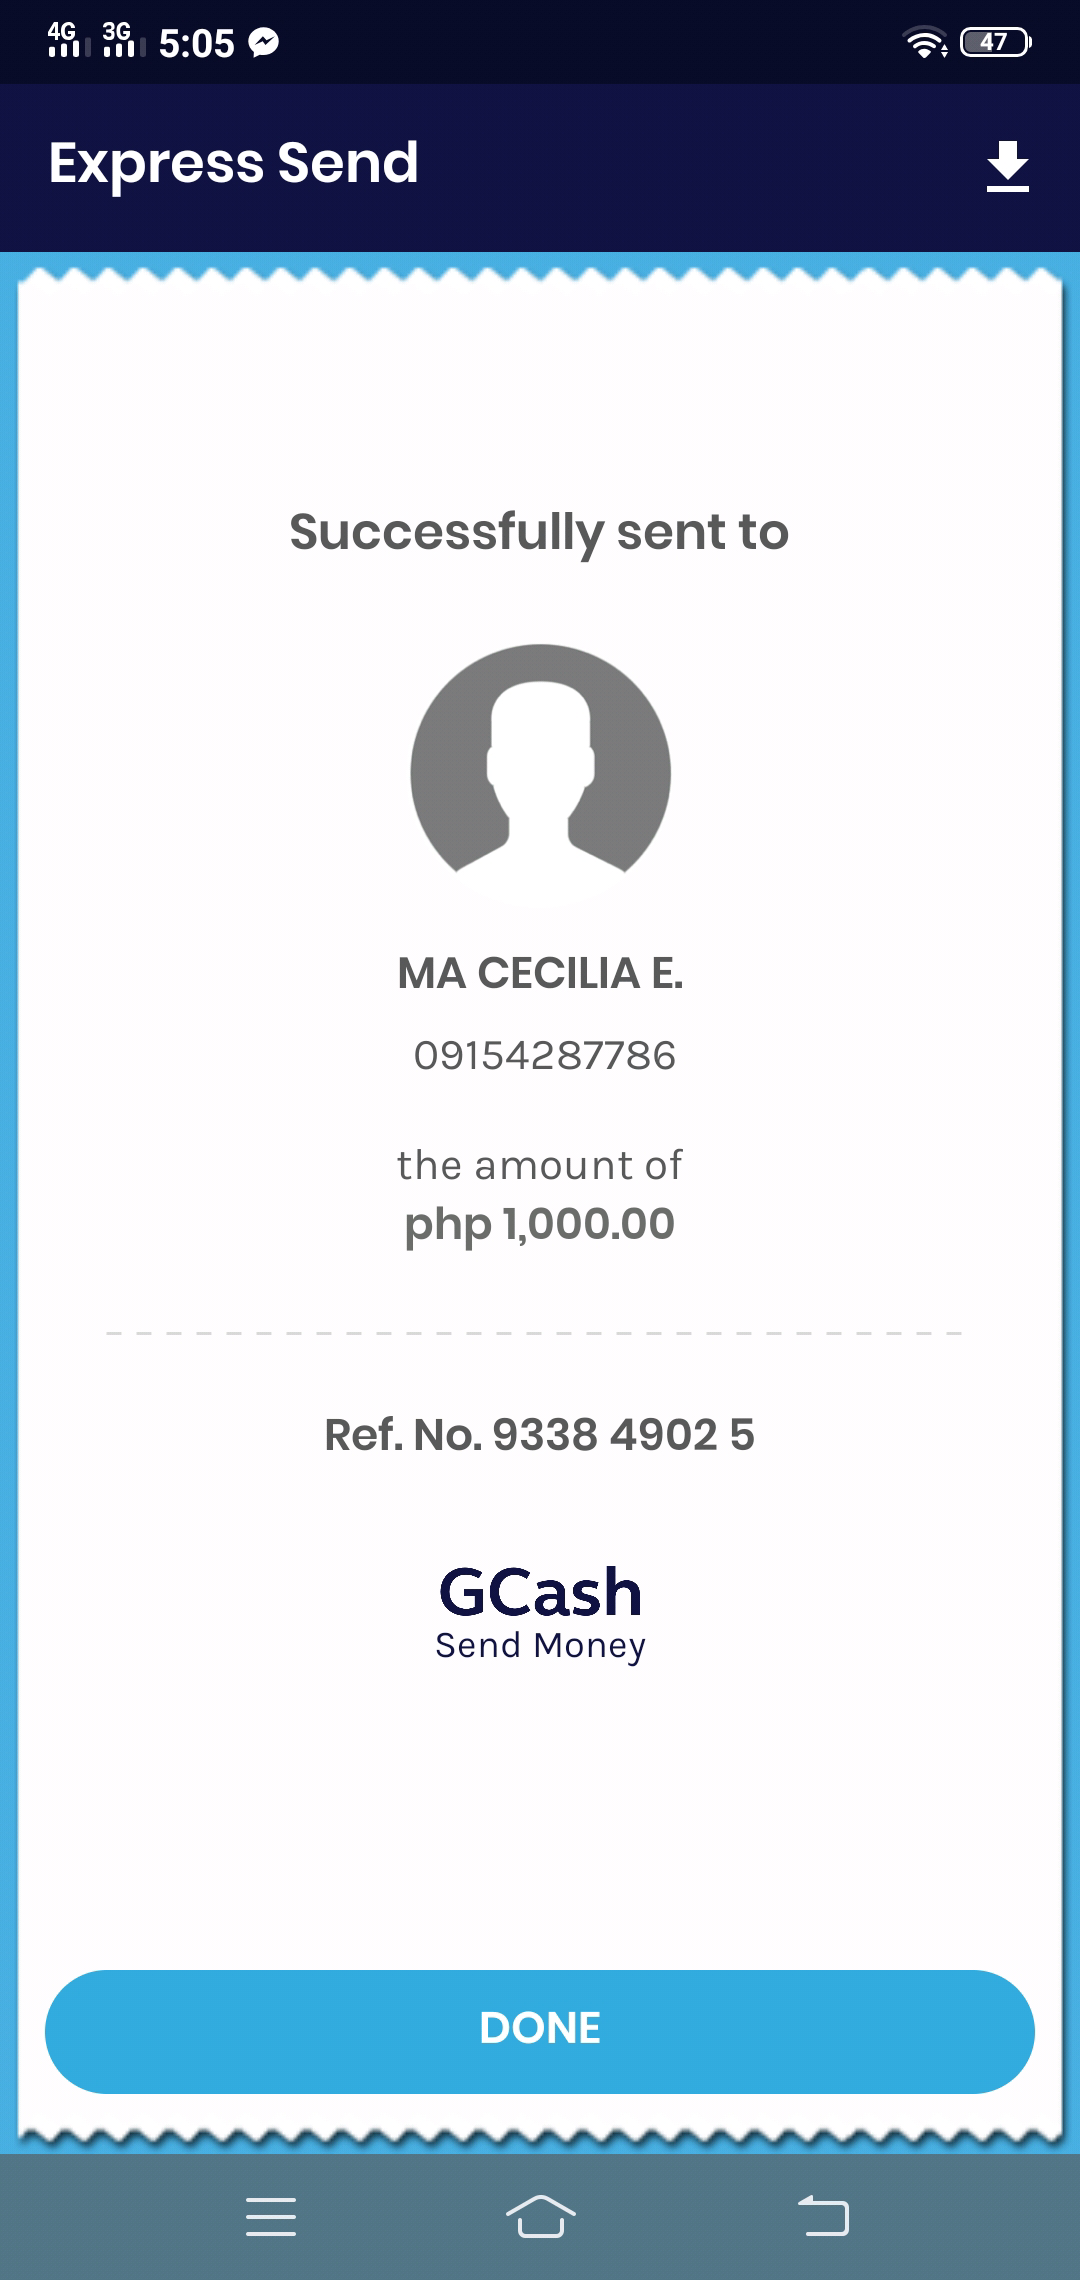 4G 3G 5:05 47
Express Send
Successfully sent to
MA CECILIA E.
09154287786
the amount of
php 1,000.00
Ref. No. 9338 4902 5
GCash
Send Money
DONE